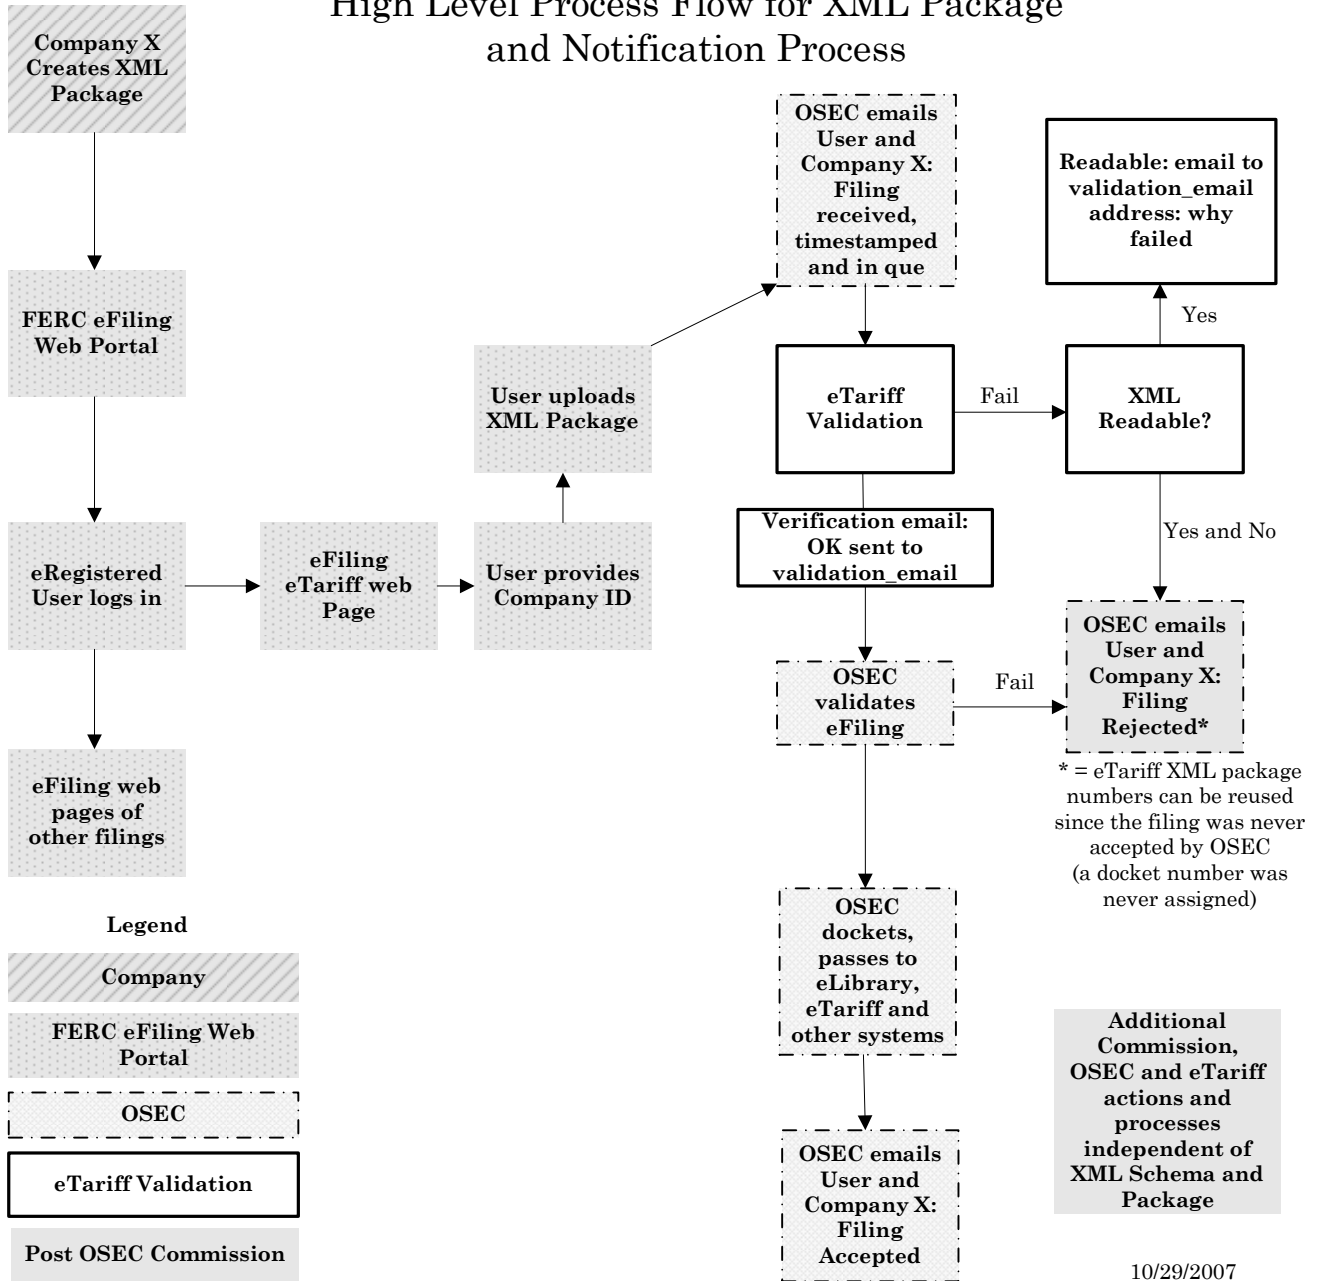 High Level Process Flow for XML Package
and Notification Process
Company X
Creates XML
Package
FERC eFiling
Web Portal
eRegistered
User logs in
eFiling web
pages of
other filings
eFiling
eTariff web
Page
User provides
Company ID
User uploads
XML Package
OSEC emails
User and
Company X:
Filing
received,
timestamped
and in que
eTariff
Validation
Fail
XML
Readable?
Yes
Readable: email to
validation_email
address: why
failed
Yes and No
Verification email:
OK sent to
validation_email
OSEC
validates
eFiling
Fail
OSEC emails
User and
Company X:
Filing
Rejected*
* = eTariff XML package
numbers can be reused
since the filing was never
accepted by OSEC
(a docket number was
never assigned)
OSEC
dockets,
passes to
eLibrary,
eTariff and
other systems
OSEC emails
User and
Company X:
Filing
Accepted
Additional
Commission,
OSEC and eTariff
actions and
processes
independent of
XML Schema and
Package
Legend
Company
FERC eFiling Web
Portal
OSEC
eTariff Validation
Post OSEC Commission
10/29/2007